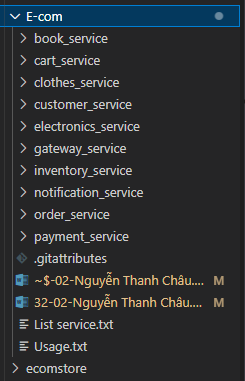 E-com
book_service
cart_service
clothes_service
customer_service
electronics_service
gateway_service
inventory_service
notification_service
order_service
payment_service
.gitattributes
~$-02-Nguyễn Thanh Châu.... M
32-02-Nguyễn Thanh Châu.... M
List service.txt
Usage.txt
ecomstore